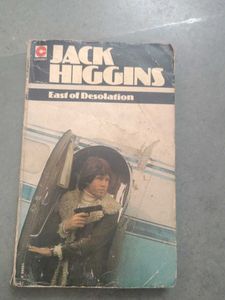 JACK
HIGGINS
East of Desolation